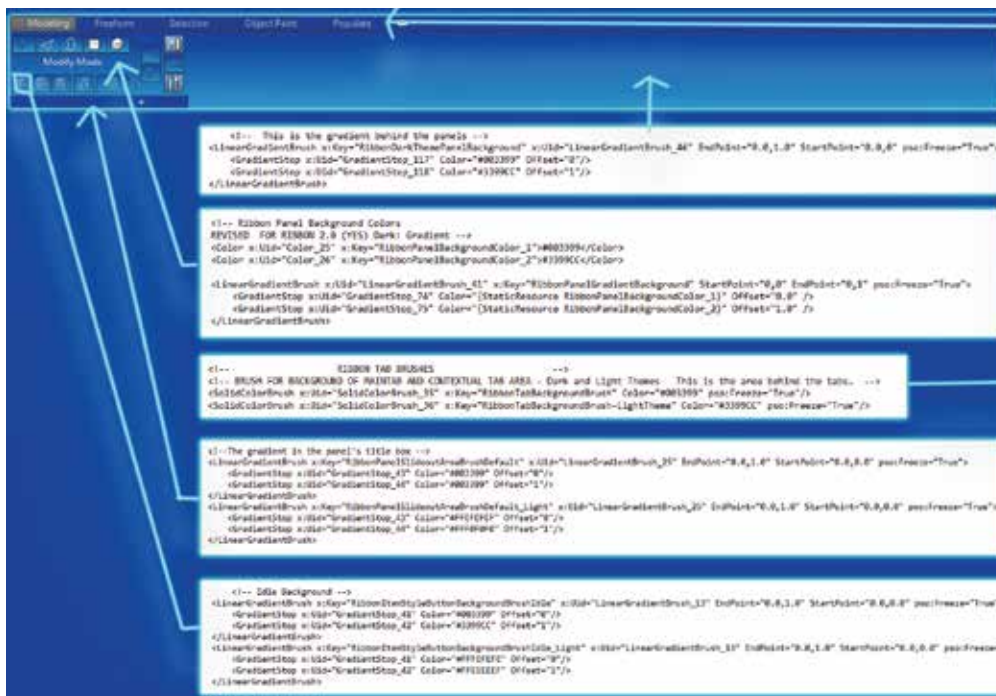 Modeling Freeform Selection Object Paint Populate
Modify Mode
<!-- This is the gradient behind the panels -->
<LinearGradientBrush x:Key="RibbonDarkThemePanelBackground" x:Uid="LinearGradientBrush_46" EndPoint="0.0,1.0" StartPoint="0.0,0" pso:Freeze="True">
<GradientStop x:Uid="GradientStop_117" Color="#003399" Offset="0"/>
<GradientStop x:Uid="GradientStop_118" Color="#3399CC" Offset="1"/>
</LinearGradientBrush>
<!-- Ribbon Panel Background Colors
REVISED FOR RIBBON 2.0 (YES) Dark: Gradient -->
<Color x:Uid="Color_25" x:Key="RibbonPanelBackgroundColor_1">#003399</Color>
<Color x:Uid="Color_26" x:Key="RibbonPanelBackgroundColor_2">#3399CC</Color>
<LinearGradientBrush x:Uid="LinearGradientBrush_41" x:Key="RibbonPanelGradientBackground" StartPoint="0,0" EndPoint="0,1" pso:Freeze="True">
<GradientStop x:Uid="GradientStop_74" Color="{StaticResource RibbonPanelBackgroundColor_1}" Offset="0.0" />
<GradientStop x:Uid="GradientStop_75" Color="{StaticResource RibbonPanelBackgroundColor_2}" Offset="1.0" />
</LinearGradientBrush>
<!-- RIBBON TAB BRUSHES -->
<!-- BRUSH FOR BACKGROUND OF MAINTAB AND CONTEXTUAL TAB AREA - Dark and Light Themes This is the area behind the tabs. -->
<SolidColorBrush x:Uid="SolidColorBrush_35" x:Key="RibbonTabBackgroundBrush" Color="#003399" pso:Freeze="True"/>
<SolidColorBrush x:Uid="SolidColorBrush_36" x:Key="RibbonTabBackgroundBrush-LightTheme" Color="#3399CC" pso:Freeze="True"/>
<!--The gradient in the panel's title box -->
<LinearGradientBrush x:Key="RibbonPanelSlideoutAreaBrushDefault" x:Uid="LinearGradientBrush_25" EndPoint="0.0,1.0" StartPoint="0.0,0.0" pso:Freeze="True">
<GradientStop x:Uid="GradientStop_43" Color="#003399" Offset="0"/>
<GradientStop x:Uid="GradientStop_44" Color="#003399" Offset="1"/>
</LinearGradientBrush>
<LinearGradientBrush x:Key="RibbonPanelSlideoutAreaBrushDefault_Light" x:Uid="LinearGradientBrush_25" EndPoint="0.0,1.0" StartPoint="0.0,0.0" pso:Freeze="True">
<GradientStop x:Uid="GradientStop_43" Offset="0"/>
<GradientStop x:Uid="GradientStop_44" Offset="1"/>
</LinearGradientBrush>
<!-- Idle Background -->
<LinearGradientBrush x:Key="RibbonItemStyleButtonBackgroundBrushIdle" x:Uid="LinearGradientBrush_13" EndPoint="0.0,1.0" StartPoint="0.0,0.0" pso:Freeze="True
<GradientStop x:Uid="GradientStop_41" Color="#003399" Offset="0"/>
<GradientStop x:Uid="GradientStop_42" Color="#3399CC" Offset="1"/>
</LinearGradientBrush>
<LinearGradientBrush x:Key="RibbonItemStyleButtonBackgroundBrushIdle_Light" x:Uid="LinearGradientBrush_13" EndPoint="0.0,1.0" StartPoint="0.0,0.0" pso:Freeze
<GradientStop x:Uid="GradientStop_41" Offset="0"/>
<GradientStop x:Uid="GradientStop_42" Offset="1"/>
</LinearGradientBrush>